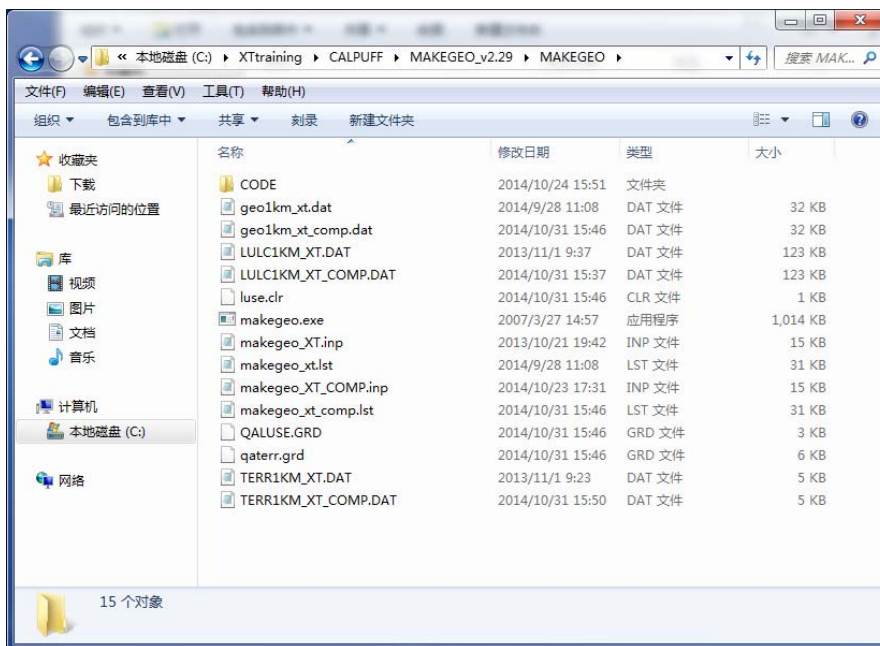 « 本地磁盘 (C:) ▸ XTtraining ▸ CALPUFF ▸ MAKEGEO_v2.29 ▸ MAKEGEO ▸ 搜索 MAK...
文件(F) 编辑(E) 查看(V) 工具(T) 帮助(H)
组织 包含到库中 共享 刻录 新建文件夹
收藏夹
下载
最近访问的位置
库
视频
图片
文档
音乐
计算机
本地磁盘 (C:)
网络
名称 修改日期 类型 大小
CODE 2014/10/24 15:51 文件夹
geo1km_xt.dat 2014/9/28 11:08 DAT 文件 32 KB
geo1km_xt_comp.dat 2014/10/31 15:46 DAT 文件 32 KB
LULC1KM_XT.DAT 2013/11/1 9:37 DAT 文件 123 KB
LULC1KM_XT_COMP.DAT 2014/10/31 15:37 DAT 文件 123 KB
luse.clr 2014/10/31 15:46 CLR 文件 1 KB
makegeo.exe 2007/3/27 14:57 应用程序 1,014 KB
makegeo_XT.inp 2013/10/21 19:42 INP 文件 15 KB
makegeo_xt.lst 2014/9/28 11:08 LST 文件 31 KB
makegeo_XT_COMP.inp 2014/10/23 17:31 INP 文件 15 KB
makegeo_xt_comp.lst 2014/10/31 15:46 LST 文件 31 KB
QALUSE.GRD 2014/10/31 15:46 GRD 文件 3 KB
qaterr.grd 2014/10/31 15:46 GRD 文件 6 KB
TERR1KM_XT.DAT 2013/11/1 9:23 DAT 文件 5 KB
TERR1KM_XT_COMP.DAT 2014/10/31 15:50 DAT 文件 5 KB
15 个对象